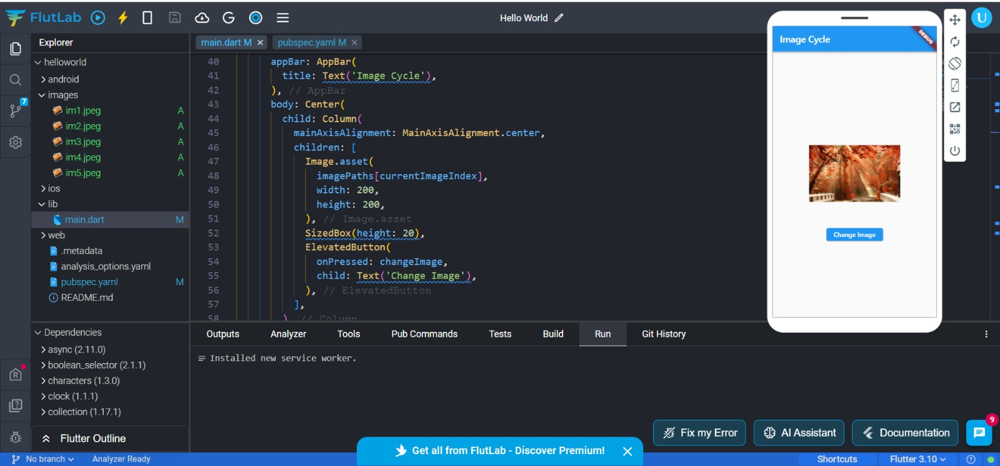 FlutLab
Hello World
U
Explorer
helloworld
android
images
im1.jpeg A
im2.jpeg A
im3.jpeg A
im4.jpeg A
im5.jpeg A
ios
lib
main.dart M
web
.metadata
analysis_options.yaml
pubspec.yaml M
README.md
7
Dependencies
async (2.11.0)
boolean_selector (2.1.1)
characters (1.3.0)
clock (1.1.1)
collection (1.17.1)
Flutter Outline
main.dart M × pubspec.yaml M ×
40 appBar: AppBar(
41 title: Text('Image Cycle'),
42 ), // AppBar
43 body: Center(
44 child: Column(
45 mainAxisAlignment: MainAxisAlignment.center,
46 children: [
47 Image.asset(
48 imagePaths[currentImageIndex],
49 width: 200,
50 height: 200,
51 ), // Image.asset
52 SizedBox(height: 20),
53 ElevatedButton(
54 onPressed: changeImage,
55 child: Text('Change Image'),
56 ), // ElevatedButton
57 ],
58 ) // Column
Image Cycle
DEBUG
Change Image
Outputs Analyzer Tools Pub Commands Tests Build Run Git History
Installed new service worker.
Fix my Error AI Assistant Documentation 9
Get all from FlutLab - Discover Premium!
No branch Analyzer Ready Shortcuts Flutter 3.10